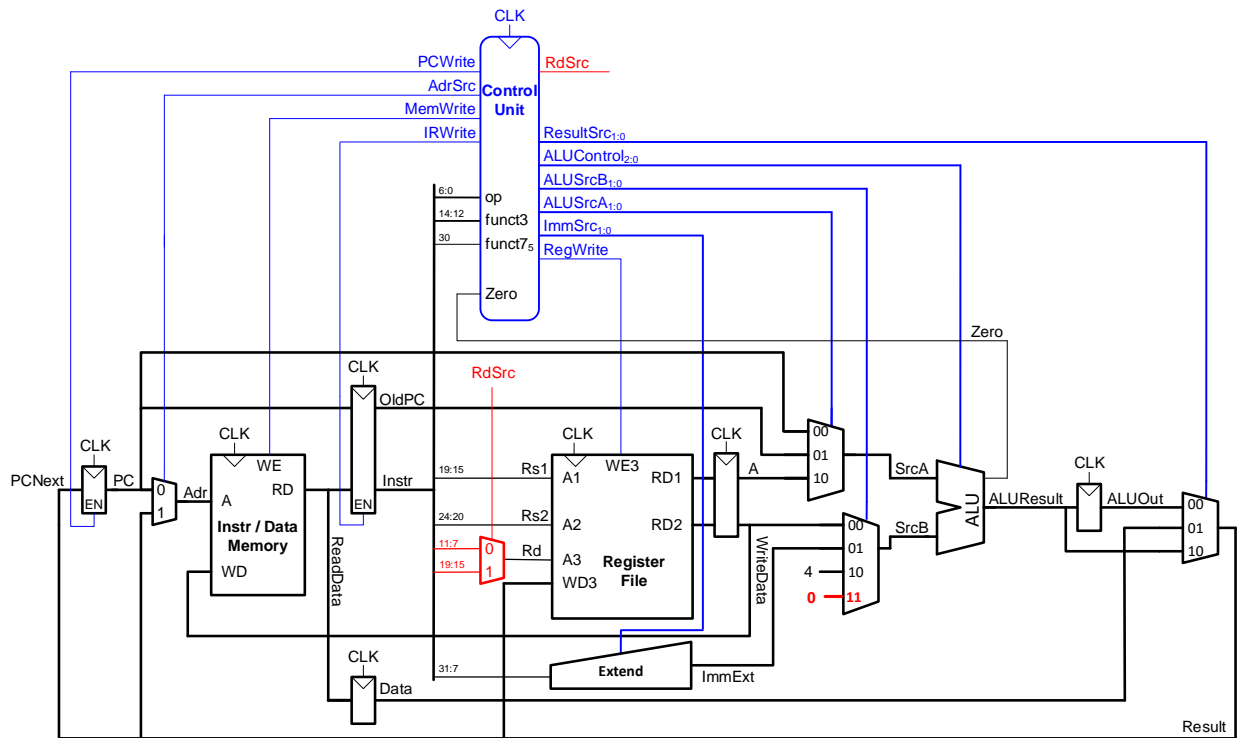 CLK
PCWrite
RdSrc
AdrSrc
Control
Unit
MemWrite
IRWrite
ResultSrc1:0
ALUControl2:0
ALUSrcB1:0
ALUSrcA1:0
ImmSrc1:0
RegWrite
6:0
op
14:12
funct3
30
funct75
Zero
Zero
CLK
RdSrc
OldPC
CLK
CLK
CLK
CLK
CLK
PCNext
PC
EN
0
1
Adr
A
WE
RD
Instr / Data
Memory
WD
ReadData
EN
Instr
19:15
Rs1
A1
WE3
RD1
24:20
Rs2
A2
RD2
11:7
0
19:15
1
Rd
A3
WD3
Register
File
A
WriteData
00
01
10
SrcA
00
01
4
10
0
11
SrcB
ALU
ALUResult
CLK
ALUOut
00
01
10
31:7
Extend
ImmExt
CLK
Data
Result